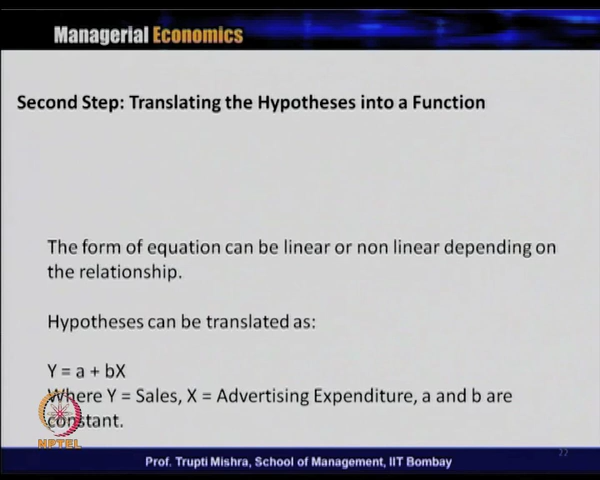 Managerial Economics
Second Step: Translating the Hypotheses into a Function
The form of equation can be linear or non linear depending on
the relationship.
Hypotheses can be translated as:
Y = a + bX
Where Y = Sales, X = Advertising Expenditure, a and b are
constant.
NPTEL
22
Prof. Trupti Mishra, School of Management, IIT Bombay